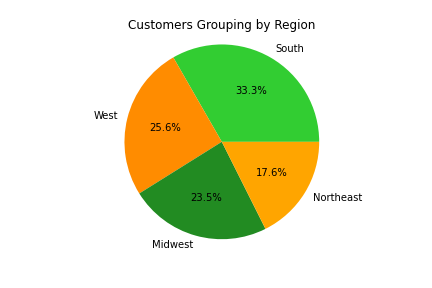 Customers Grouping by Region
South
33.3%
West
25.6%
17.6%
23.5%
Northeast
Midwest